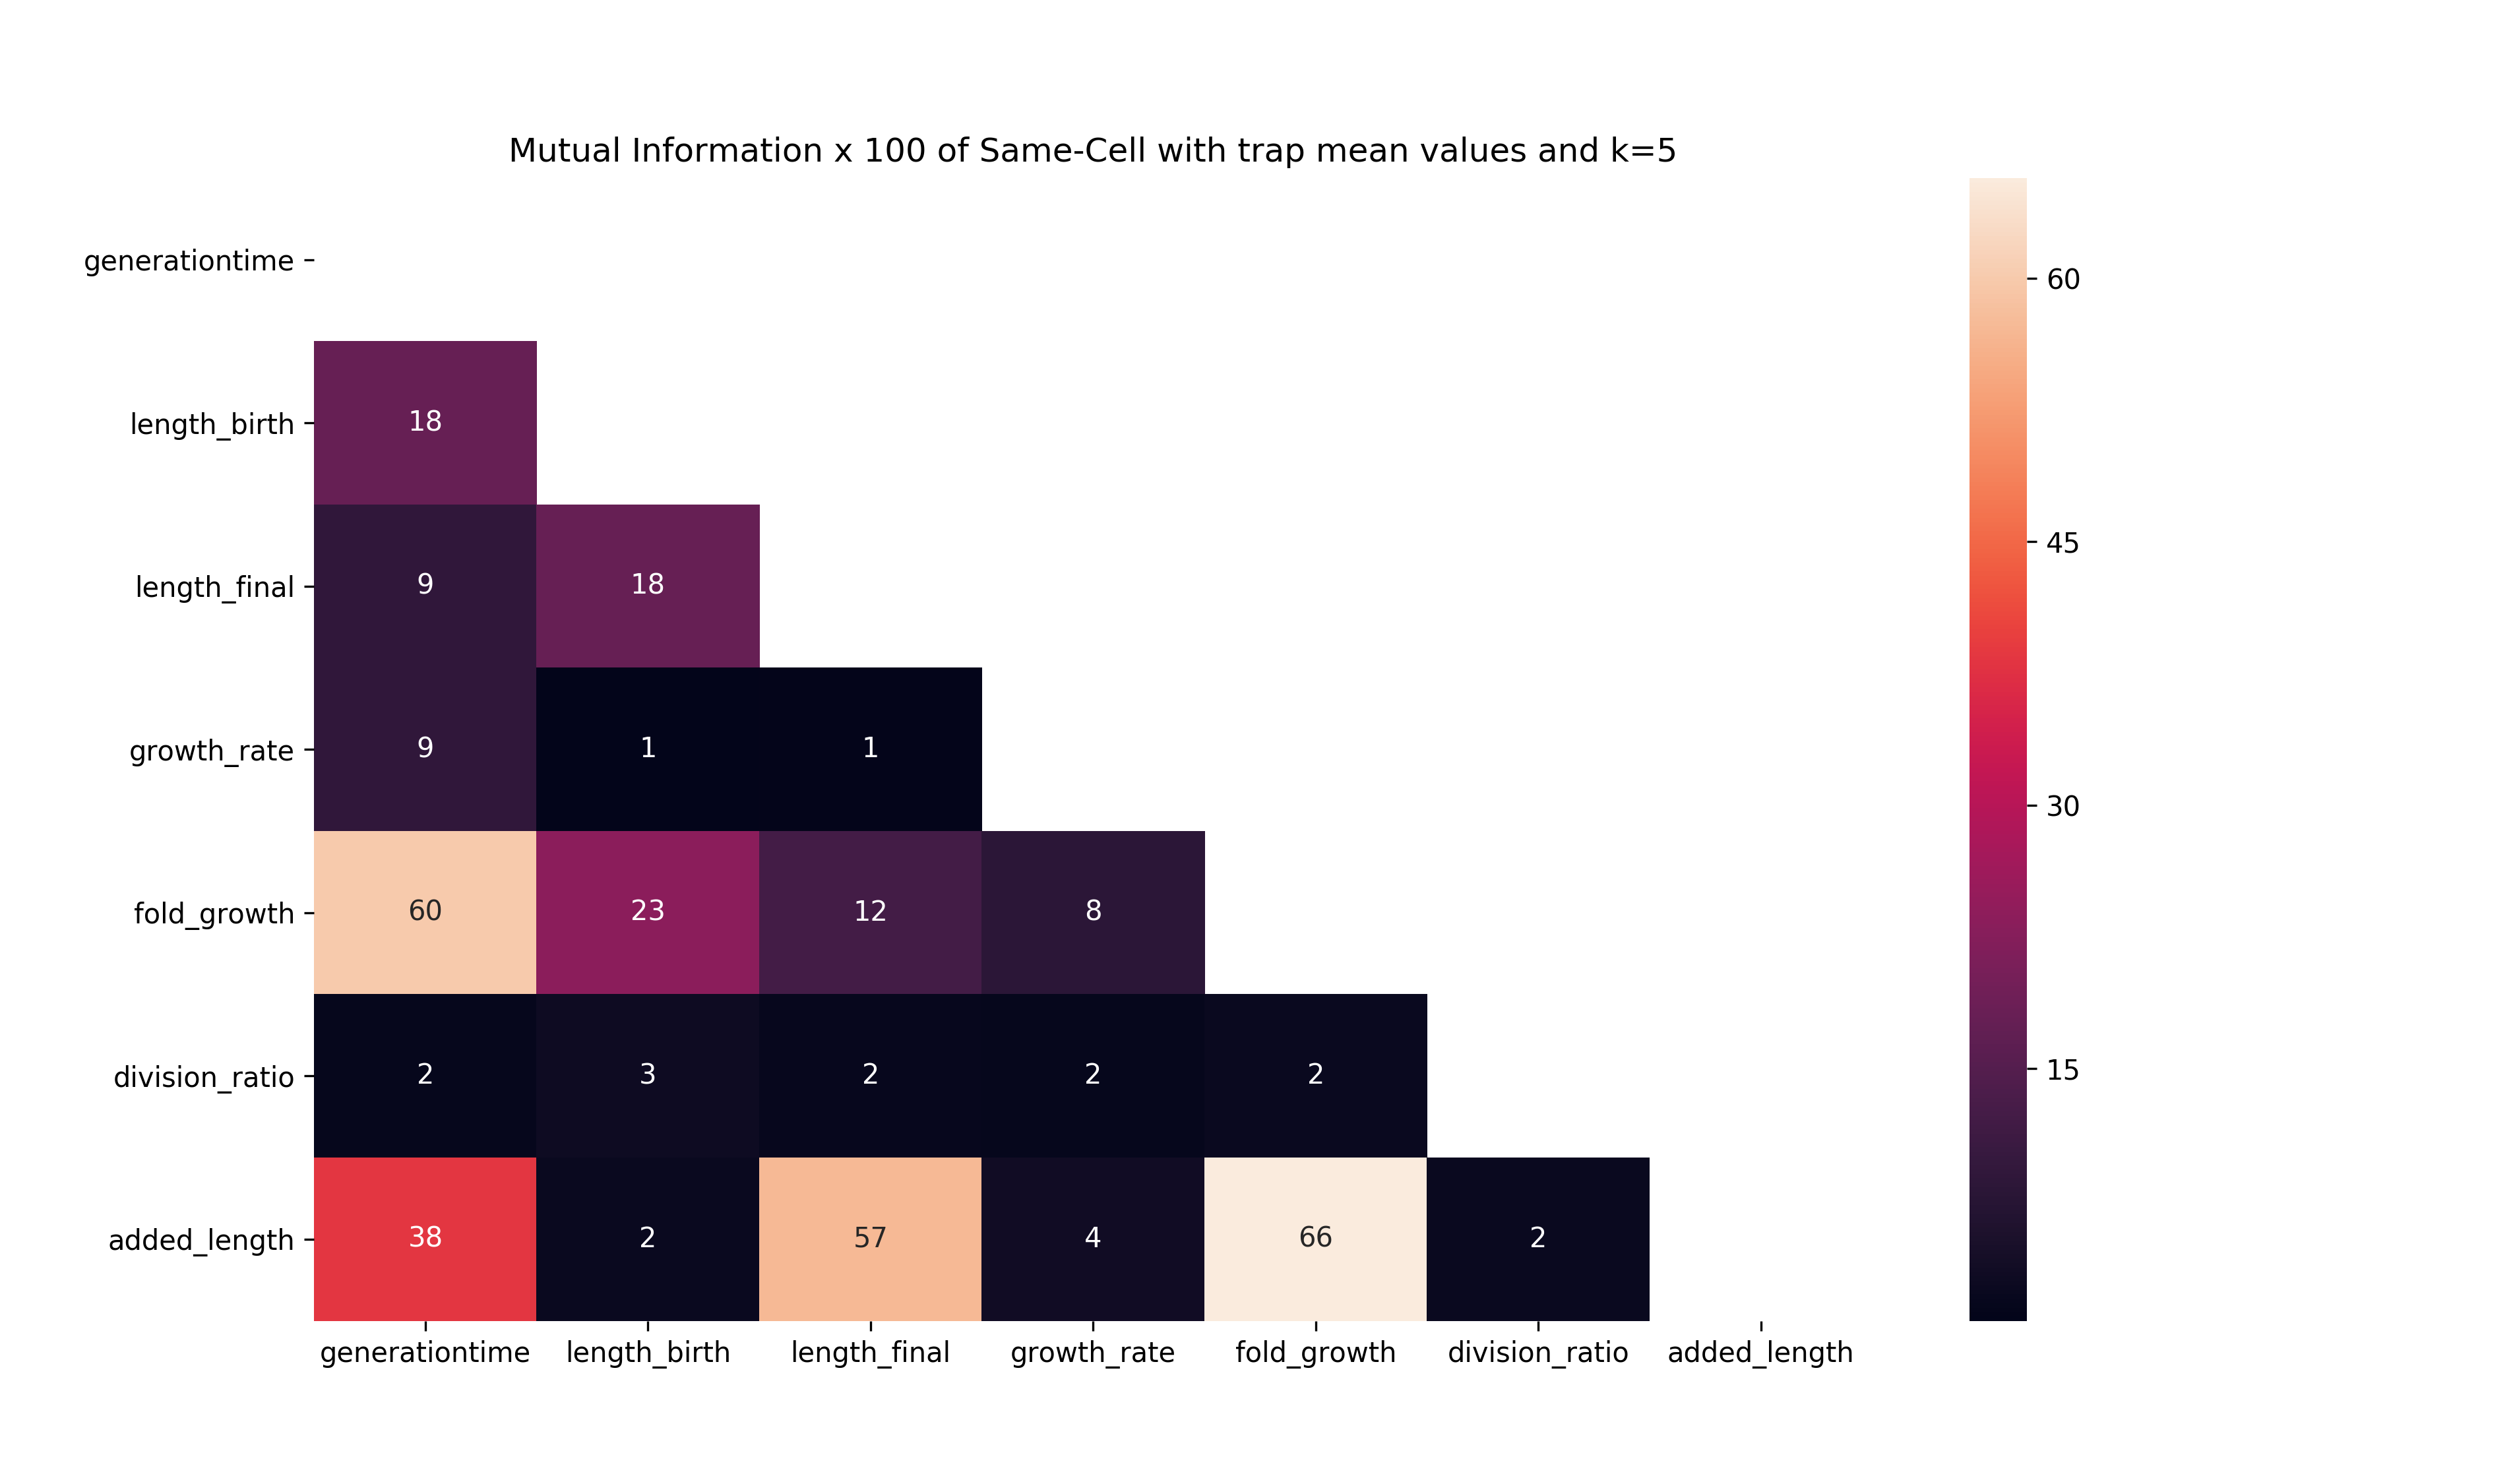 Mutual Information x 100 of Same-Cell with trap mean values and k=5
generationtime
60
length_birth 18
length_final 9 18
45
growth_rate 9 1 1
30
fold_growth 60 23 12 8
division_ratio 2 3 2 2 2
15
added_length 38 2 57 4 66 2
generationtime length_birth length_final growth_rate fold_growth division_ratio added_length